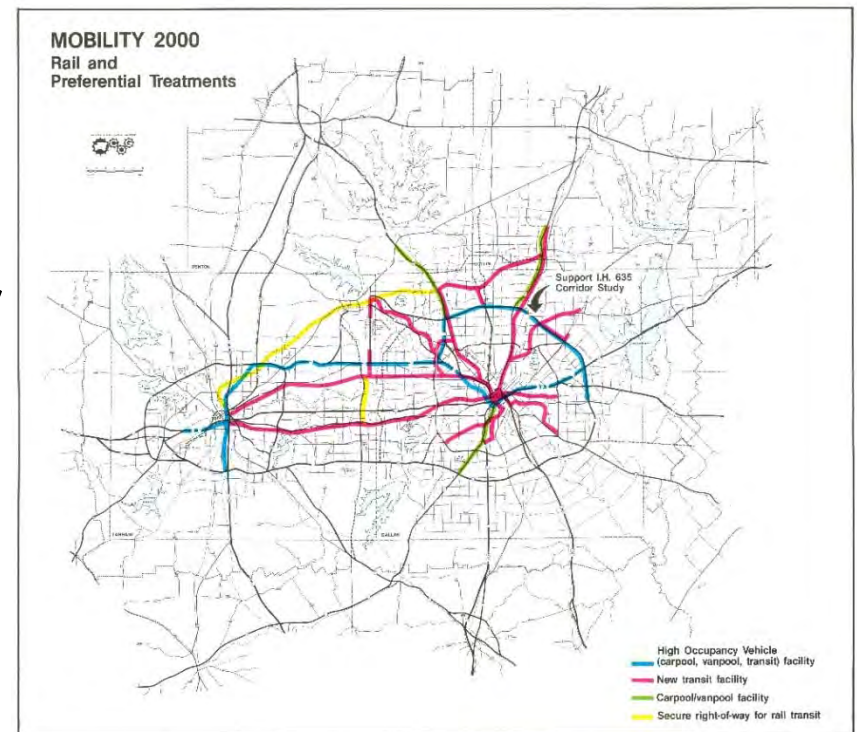 MOBILITY 2000
Rail and
Preferential Treatments
Support I.H. 635
Corridor Study
DENTON
TARRANT
DALLAS
High Occupancy Vehicle
(carpool, vanpool, transit) facility
New transit facility
Carpool/vanpool facility
Secure right-of-way for rail transit